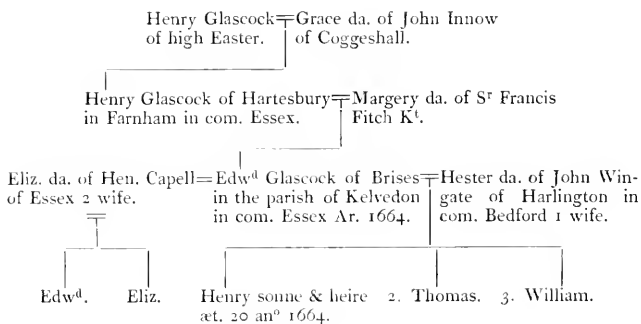 Henry Glascock=Grace da. of John Innow
of high Easter. of Coggeshall.
Henry Glascock of Hartesbury=Margery da. of Sʳ Francis
in Farnham in com. Essex. Fitch Kᵗ.
Eliz. da. of Hen. Capell=Edwᵈ Glascock of Brises=Hester da. of John Win-
of Essex 2 wife. in the parish of Kelvedon gate of Harlington in
in com. Essex Ar. 1664. com. Bedford 1 wife.
Edwᵈ. Eliz. Henry sonne & heire 2. Thomas. 3. William.
æt. 20 anº 1664.